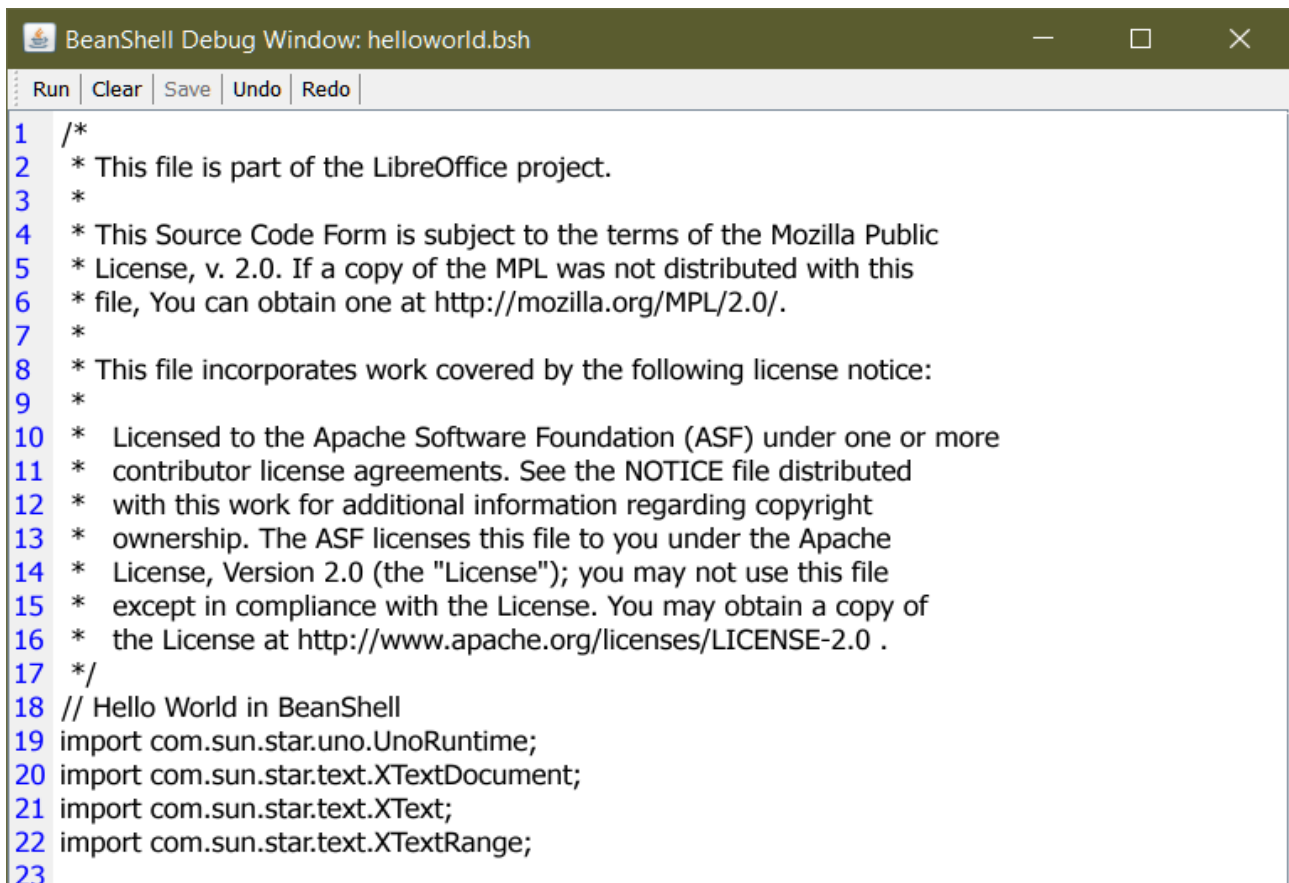 BeanShell Debug Window: helloworld.bsh
Run Clear Save Undo Redo
1 /*
2 * This file is part of the LibreOffice project.
3 *
4 * This Source Code Form is subject to the terms of the Mozilla Public
5 * License, v. 2.0. If a copy of the MPL was not distributed with this
6 * file, You can obtain one at http://mozilla.org/MPL/2.0/.
7 *
8 * This file incorporates work covered by the following license notice:
9 *
10 *   Licensed to the Apache Software Foundation (ASF) under one or more
11 *   contributor license agreements. See the NOTICE file distributed
12 *   with this work for additional information regarding copyright
13 *   ownership. The ASF licenses this file to you under the Apache
14 *   License, Version 2.0 (the "License"); you may not use this file
15 *   except in compliance with the License. You may obtain a copy of
16 *   the License at http://www.apache.org/licenses/LICENSE-2.0 .
17 */
18 // Hello World in BeanShell
19 import com.sun.star.uno.UnoRuntime;
20 import com.sun.star.text.XTextDocument;
21 import com.sun.star.text.XText;
22 import com.sun.star.text.XTextRange;
23